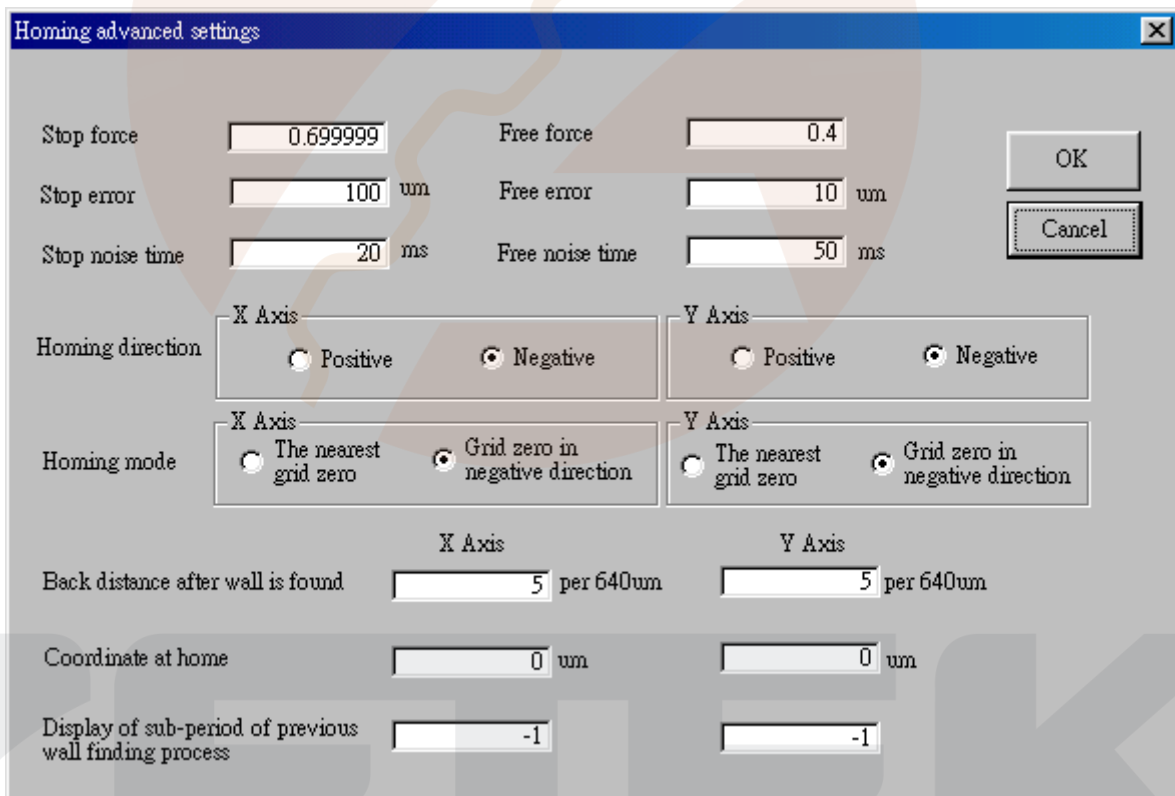 Homing advanced settings
Stop force 0.699999 Free force 0.4
OK
Stop error 100 um Free error 10 um
Cancel
Stop noise time 20 ms Free noise time 50 ms
X Axis Y Axis
Homing direction Positive Negative Positive Negative
X Axis Y Axis
Homing mode The nearest grid zero Grid zero in negative direction The nearest grid zero Grid zero in negative direction
X Axis Y Axis
Back distance after wall is found 5 per 640um 5 per 640um
Coordinate at home 0 um 0 um
Display of sub-period of previous
wall finding process -1 -1